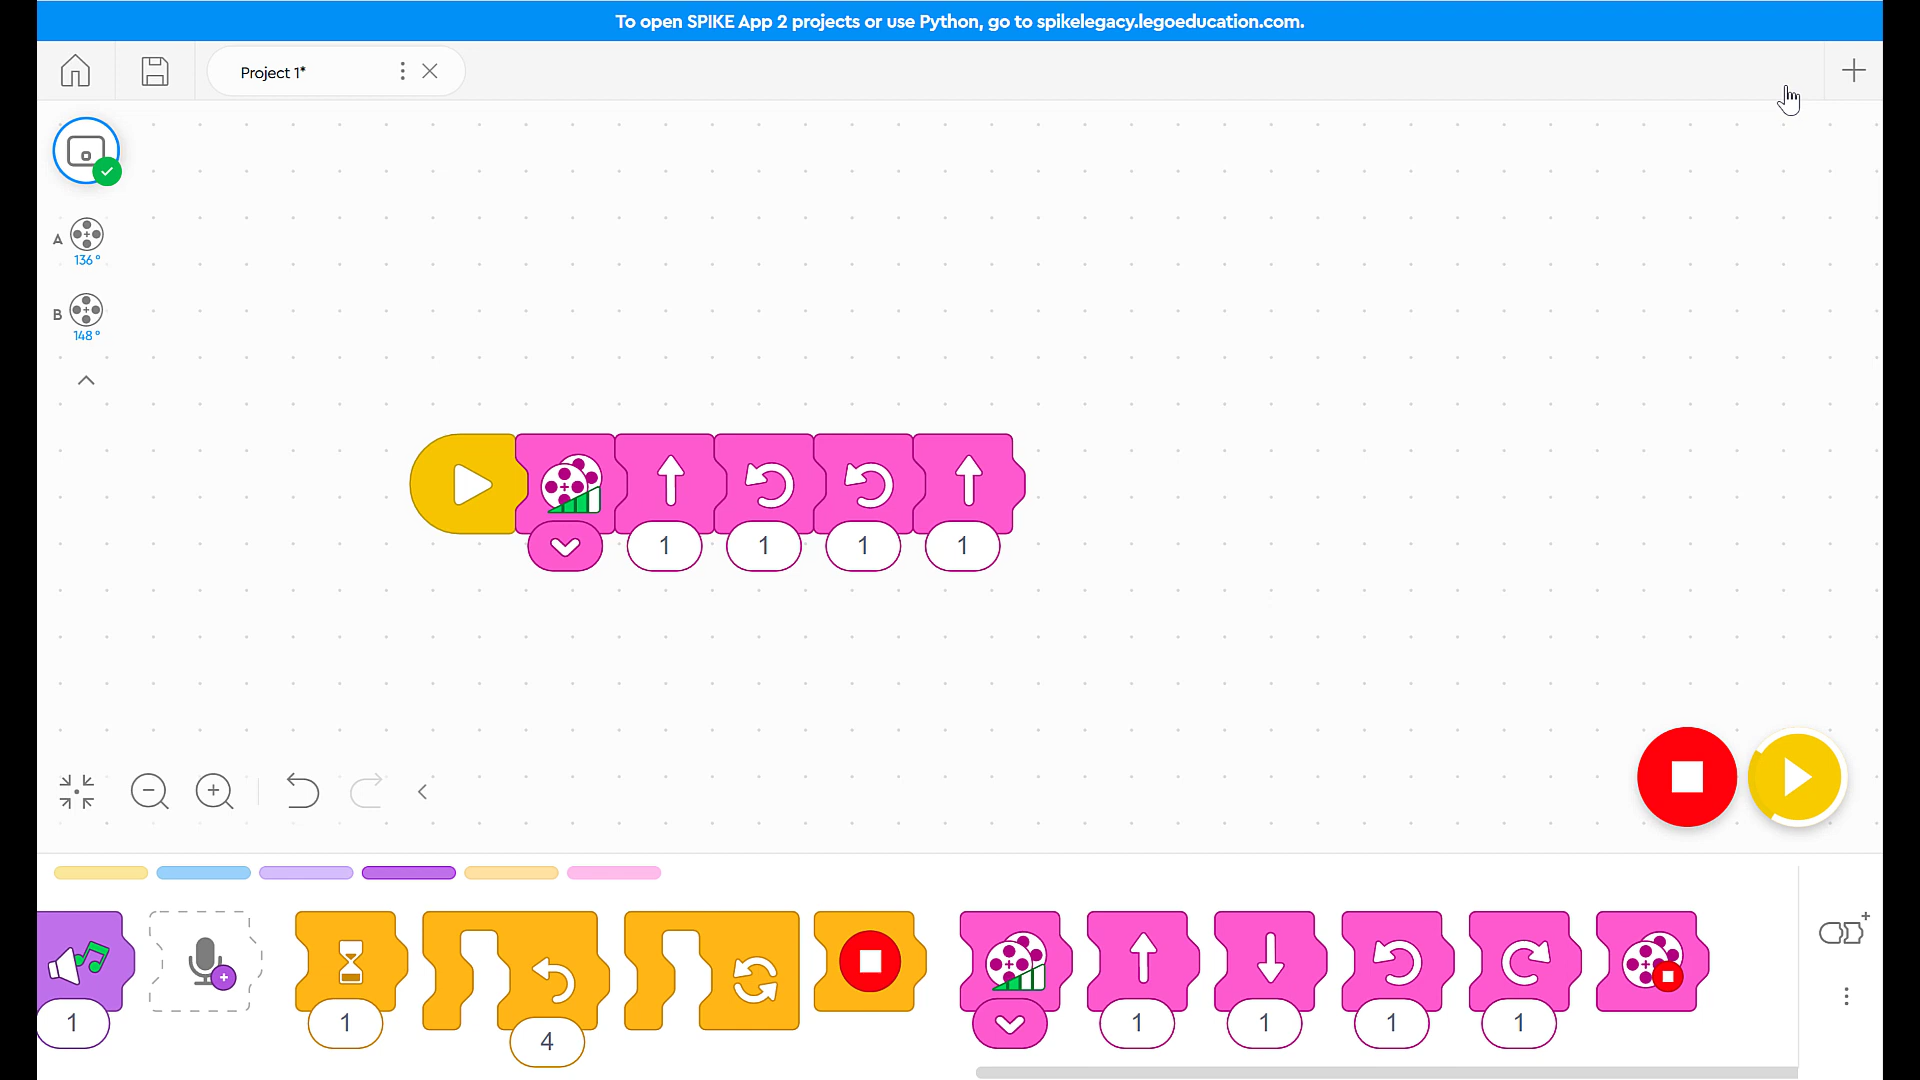 To open SPIKE App 2 projects or use Python, go to spikelegacy.legoeducation.com.
Project 1*
A
136°
B
148°
1 1 1 1
1 1 4 1 1 1 1